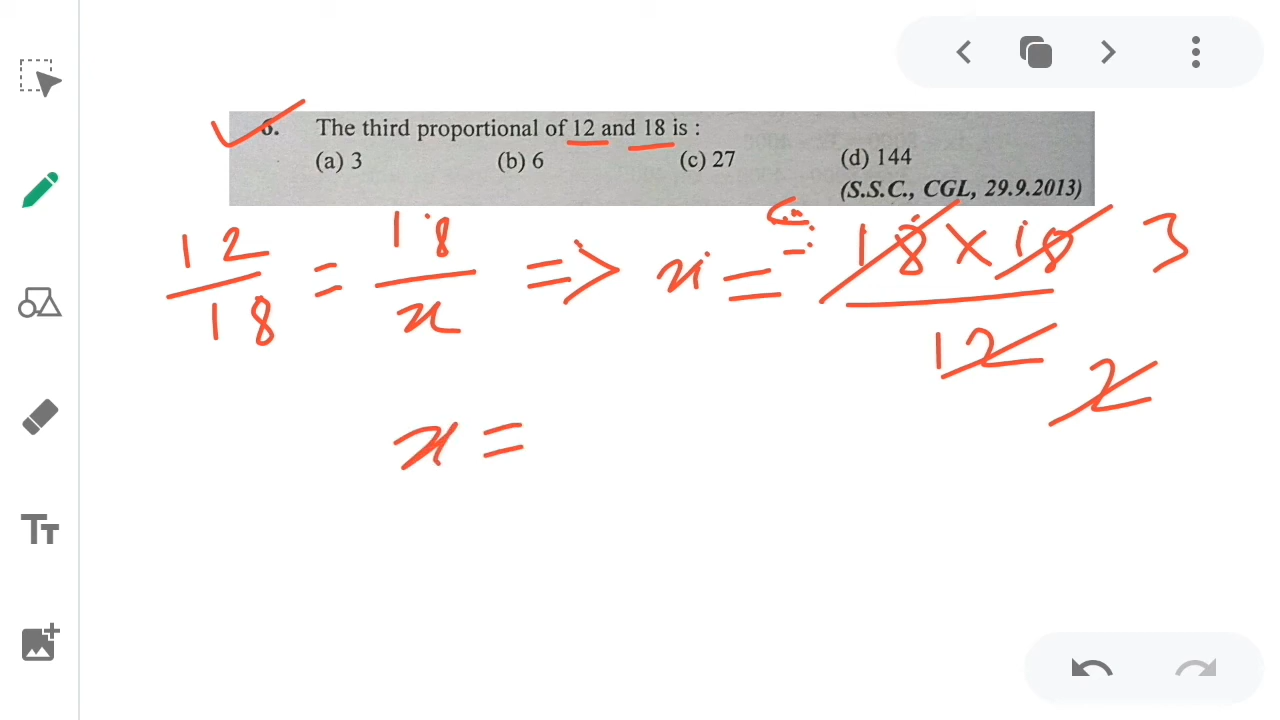 6. The third proportional of 12 and 18 is :
(a) 3 (b) 6 (c) 27 (d) 144
(S.S.C., CGL, 29.9.2013)
12/18 = 18/x => x = 18 × 18 / 12 3 2
x =
Tт